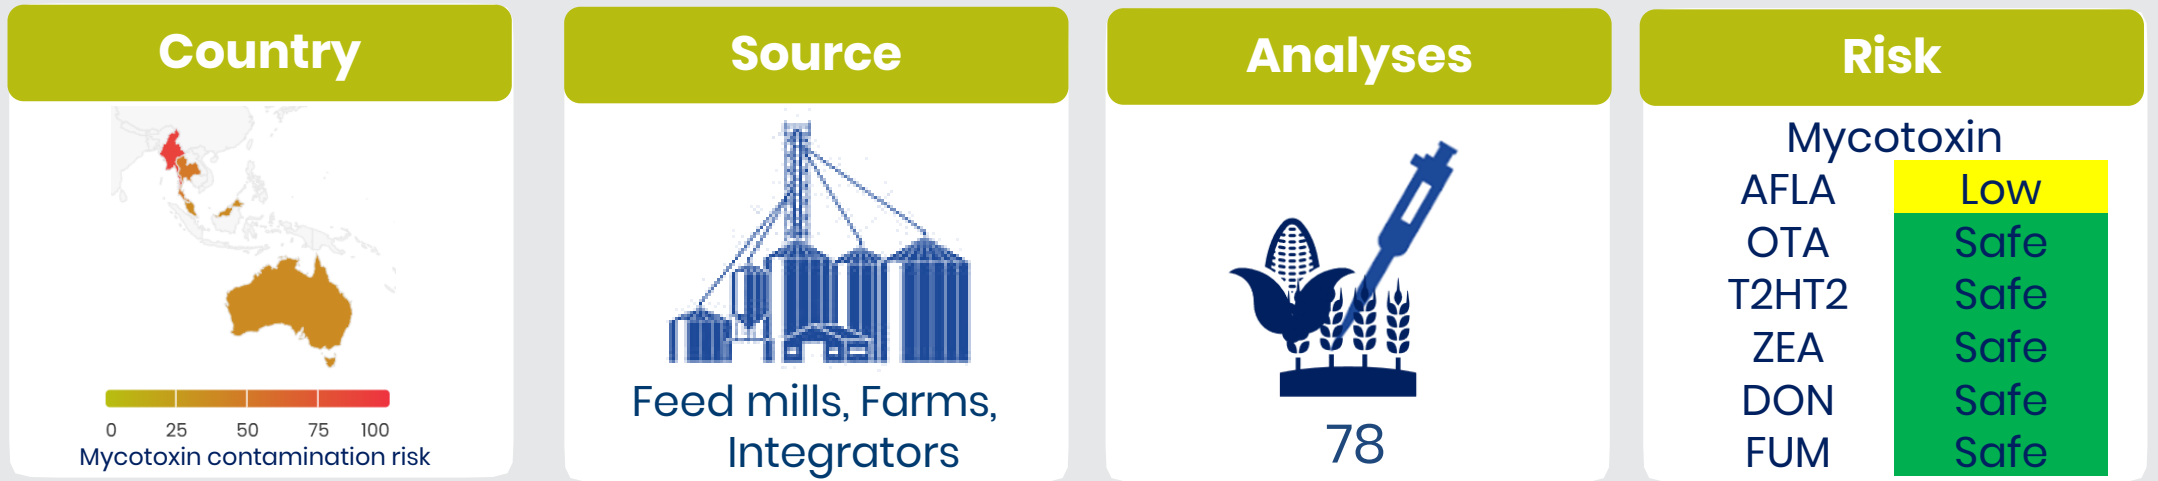 Country
0 25 50 75 100
Mycotoxin contamination risk
Source
Feed mills, Farms,
Integrators
Analyses
78
Risk
Mycotoxin
AFLA Low
OTA Safe
T2HT2 Safe
ZEA Safe
DON Safe
FUM Safe